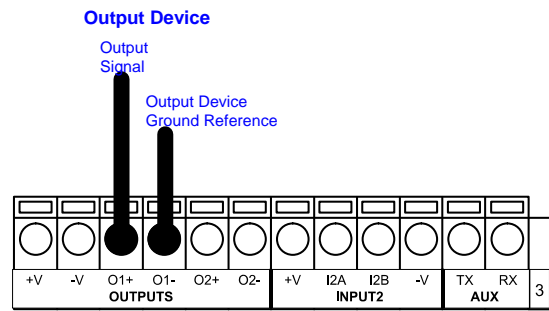 Output Device
Output
Signal
Output Device
Ground Reference
+V -V O1+ O1- O2+ O2- +V I2A I2B -V TX RX 3
OUTPUTS INPUT2 AUX